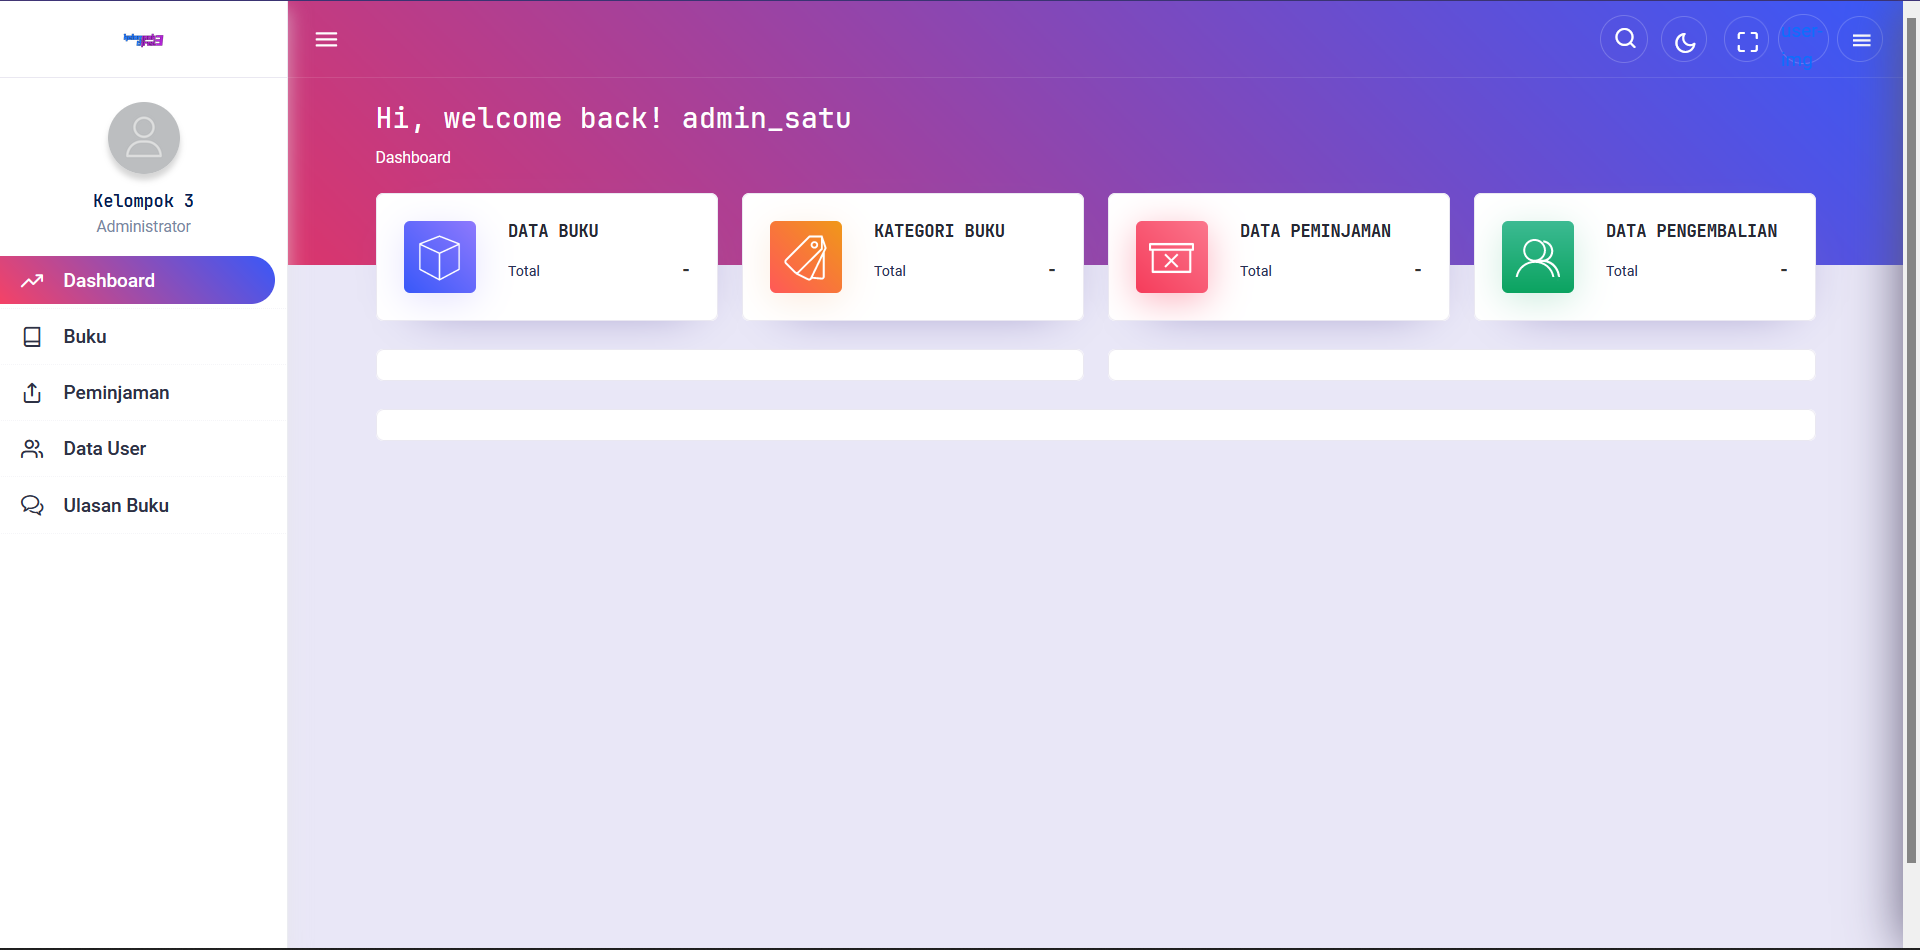 Hi, welcome back! admin_satu
Dashboard
Kelompok 3
Administrator
Dashboard
Buku
Peminjaman
Data User
Ulasan Buku
DATA BUKU
Total -
KATEGORI BUKU
Total -
DATA PEMINJAMAN
Total -
DATA PENGEMBALIAN
Total -